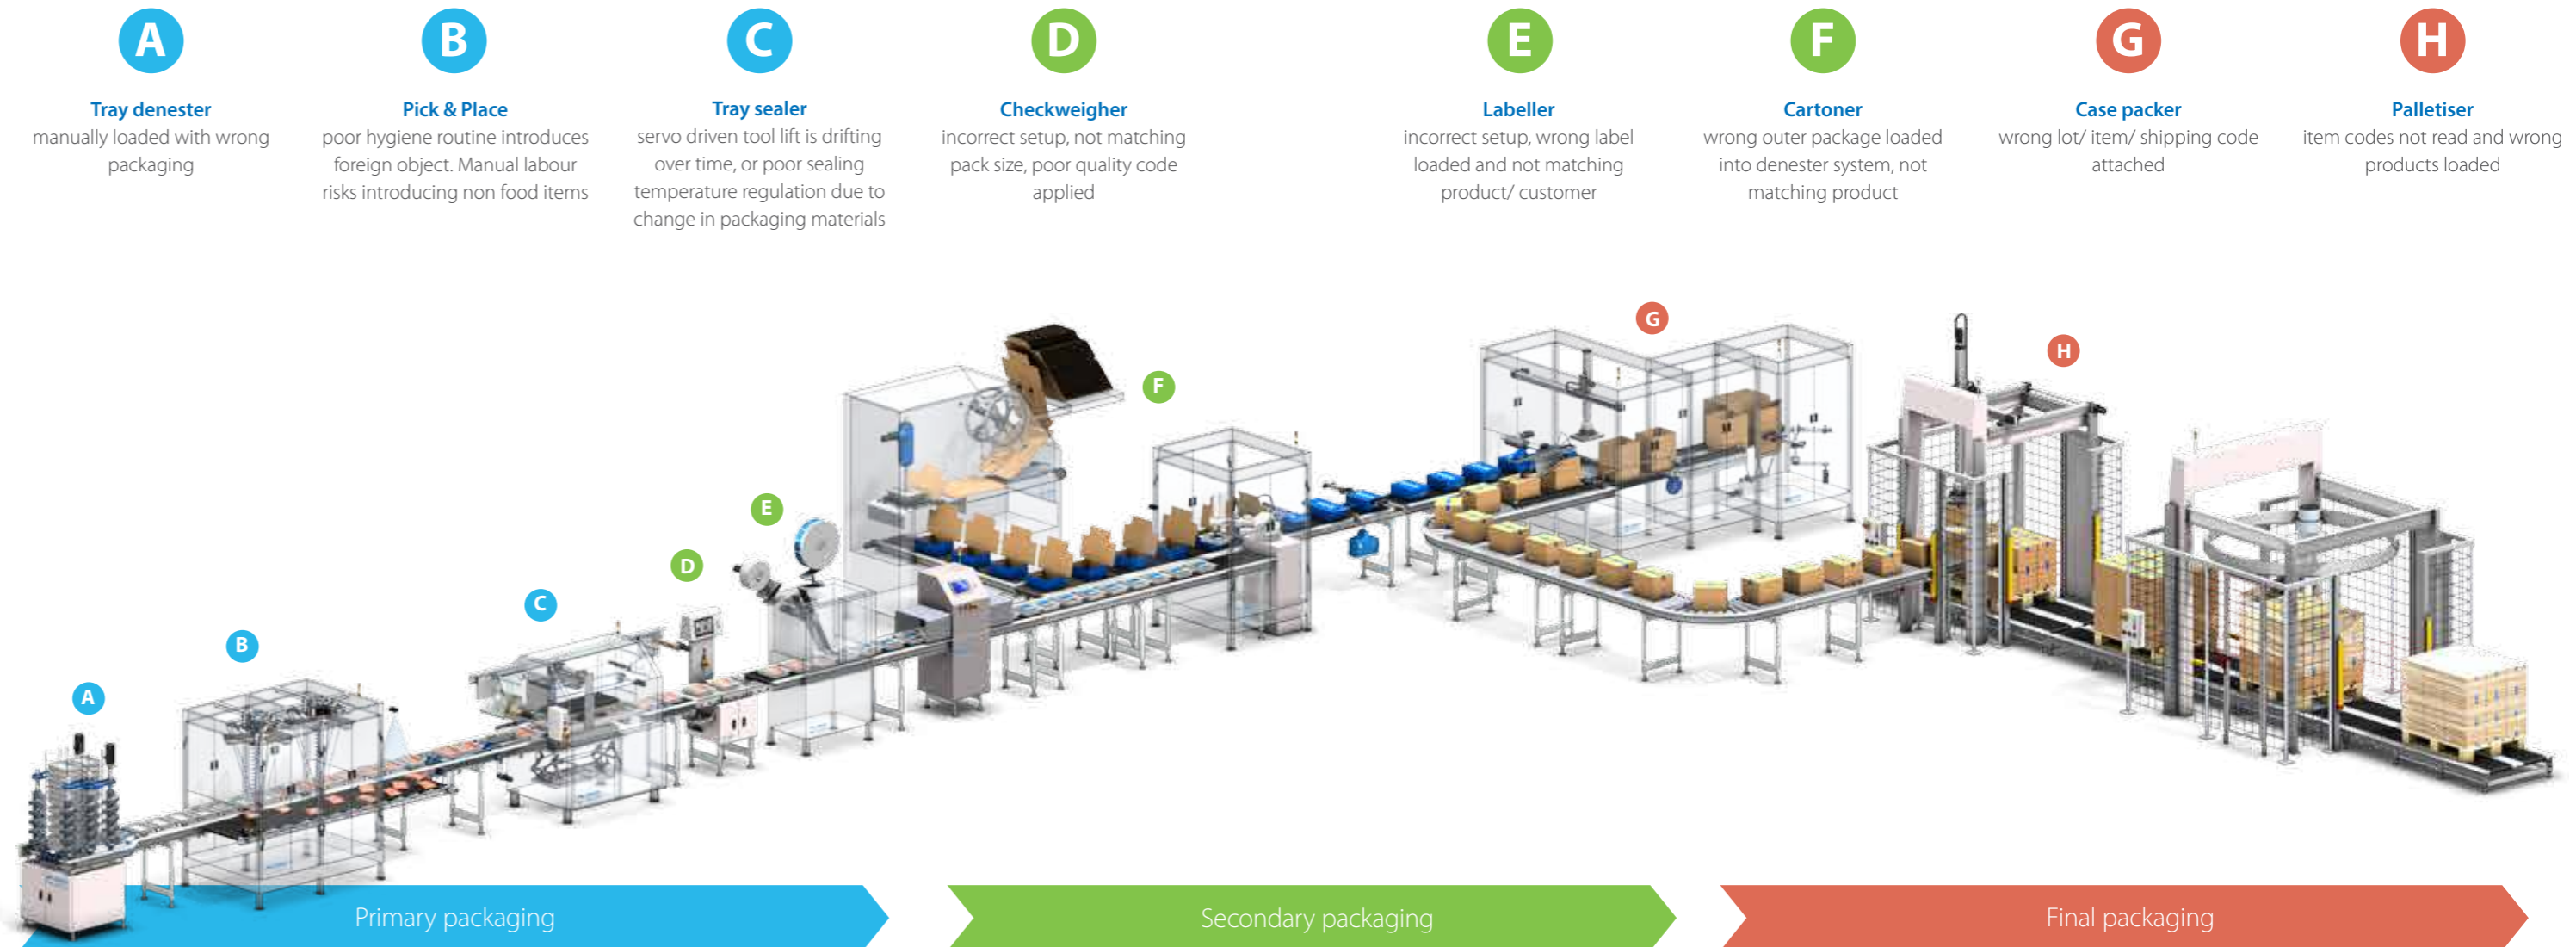 A
Tray denester
manually loaded with wrong
packaging
B
Pick & Place
poor hygiene routine introduces
foreign object. Manual labour
risks introducing non food items
C
Tray sealer
servo driven tool lift is drifting
over time, or poor sealing
temperature regulation due to
change in packaging materials
D
Checkweigher
incorrect setup, not matching
pack size, poor quality code
applied
E
Labeller
incorrect setup, wrong label
loaded and not matching
product/ customer
F
Cartoner
wrong outer package loaded
into denester system, not
matching product
G
Case packer
wrong lot/ item/ shipping code
attached
H
Palletiser
item codes not read and wrong
products loaded
G
H
F
E
D
C
B
A
Primary packaging
Secondary packaging
Final packaging